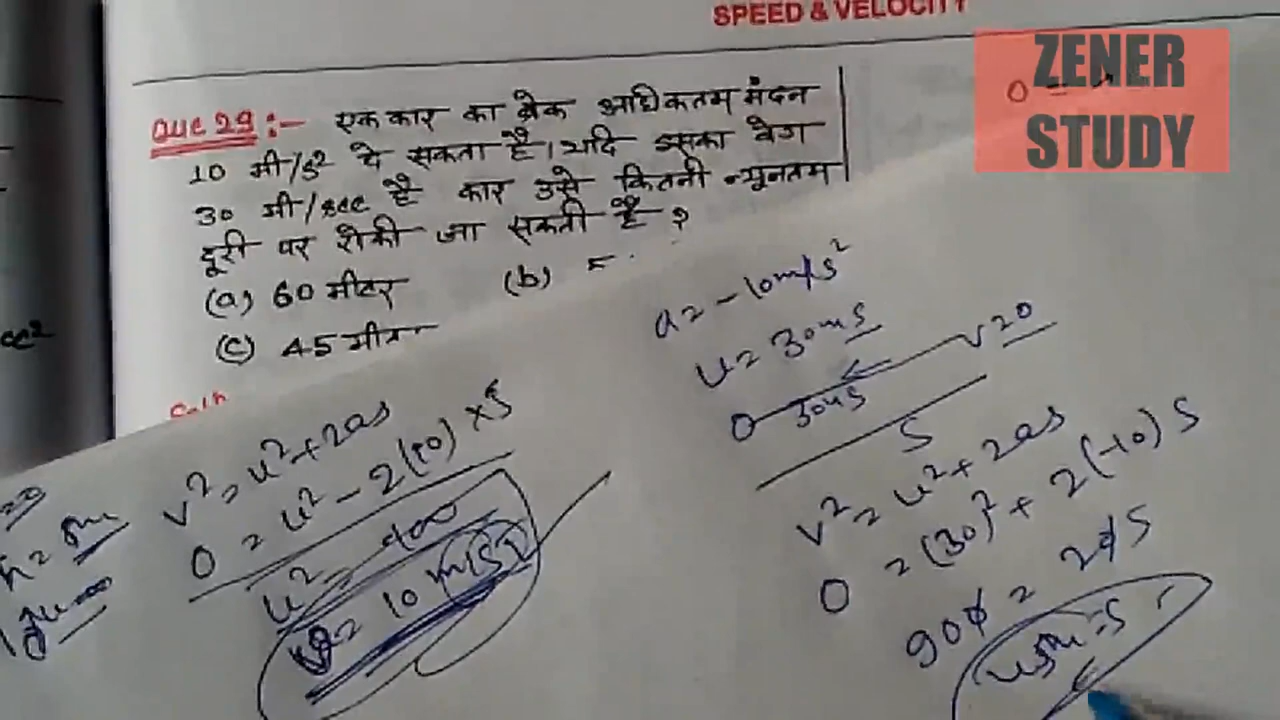 SPEED & VELOCITY
ZENER
STUDY
Que 29 :- एक कार का ब्रेक अधिकतम मंदन
10 मी/s² दे सकता है। यदि इसका वेग
30 मी/sec है कार उसे कितनी न्यूनतम
दूरी पर रोकी जा सकती है ?
(a) 60 मीटर (b)
(c) 45
a = -10m/s²
u = 30m/s
v = 0
30m/s
S
v² = u² + 2as
0 = (30)² + 2(-10) S
900 = 20 S
45m = S
v² = u² + 2as
0 = u² - 2(10) × 5
u² = 100
= 10 m/s